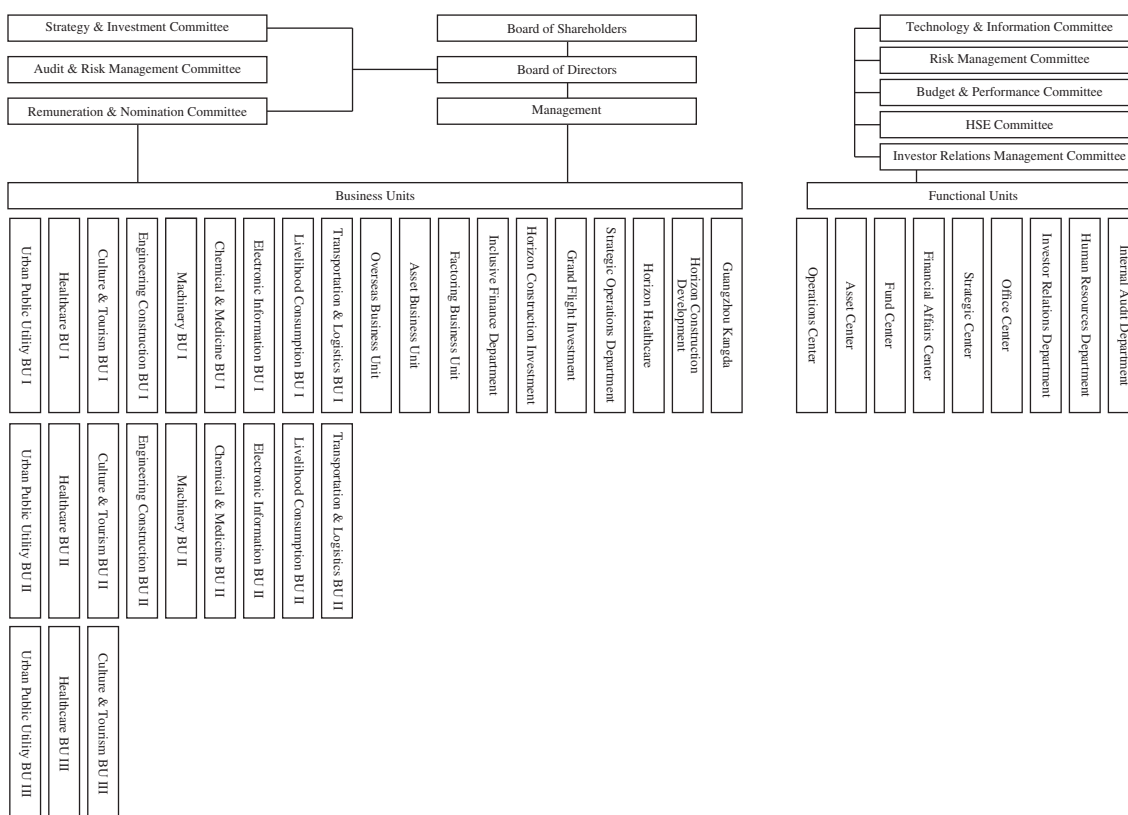 Strategy & Investment Committee
Audit & Risk Management Committee
Remuneration & Nomination Committee
Board of Shareholders
Board of Directors
Management
Technology & Information Committee
Risk Management Committee
Budget & Performance Committee
HSE Committee
Investor Relations Management Committee
Business Units
Functional Units
Urban Public Utility BU I
Healthcare BU I
Culture & Tourism BU I
Engineering Construction BU I
Machinery BU I
Chemical & Medicine BU I
Electronic Information BU I
Livelihood Consumption BU I
Transportation & Logistics BU I
Overseas Business Unit
Asset Business Unit
Factoring Business Unit
Inclusive Finance Department
Horizon Construction Investment
Grand Flight Investment
Strategic Operations Department
Horizon Healthcare
Horizon Construction
Development
Guangzhou Kangda
Operations Center
Asset Center
Fund Center
Financial Affairs Center
Strategic Center
Office Center
Investor Relations Department
Human Resources Department
Internal Audit Department
Urban Public Utility BU II
Healthcare BU II
Culture & Tourism BU II
Engineering Construction BU II
Machinery BU II
Chemical & Medicine BU II
Electronic Information BU II
Livelihood Consumption BU II
Transportation & Logistics BU II
Urban Public Utility BU III
Healthcare BU III
Culture & Tourism BU III